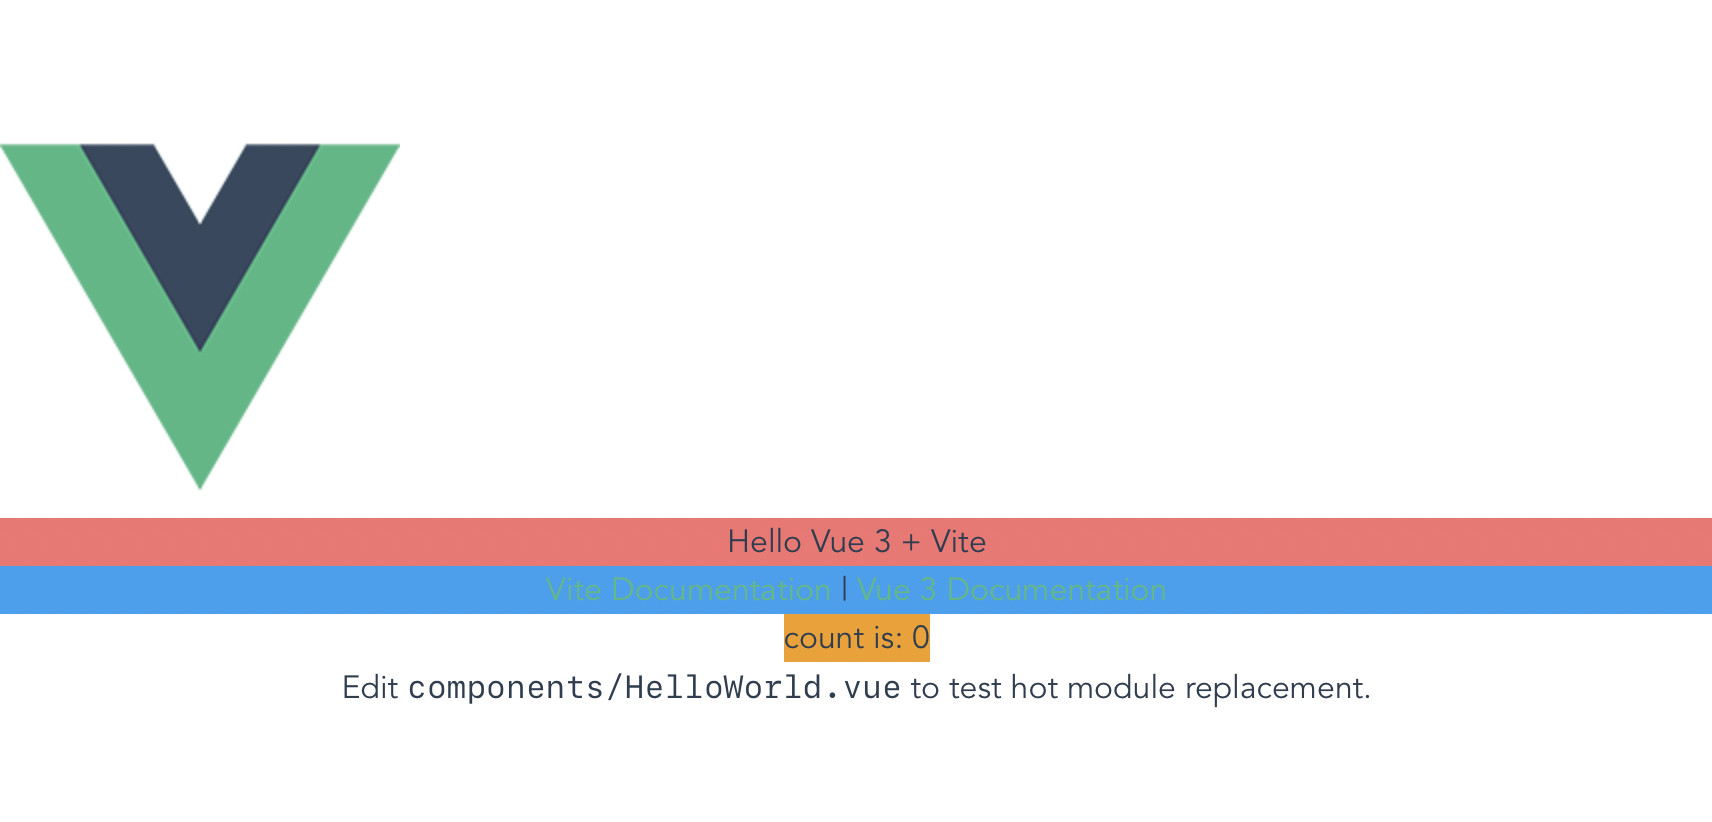 Hello Vue 3 + Vite
Vite Documentation | Vue 3 Documentation
count is: 0
Edit components/HelloWorld.vue to test hot module replacement.